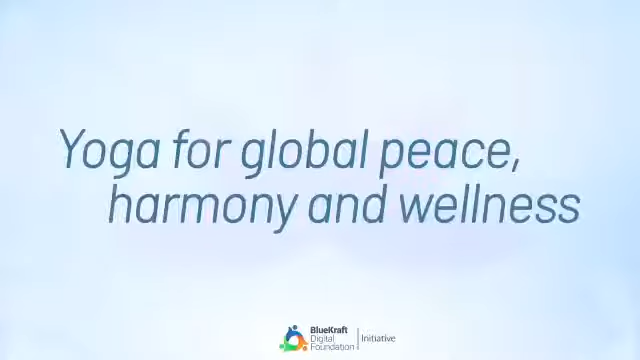 Yoga for global peace,
harmony and wellness
BlueKraft
Digital
Foundation
Initiative